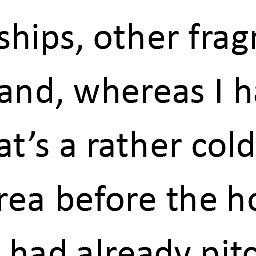 ships, other fragr
and, whereas I ha
at's a rather cold
rea before the ho
had already pitc